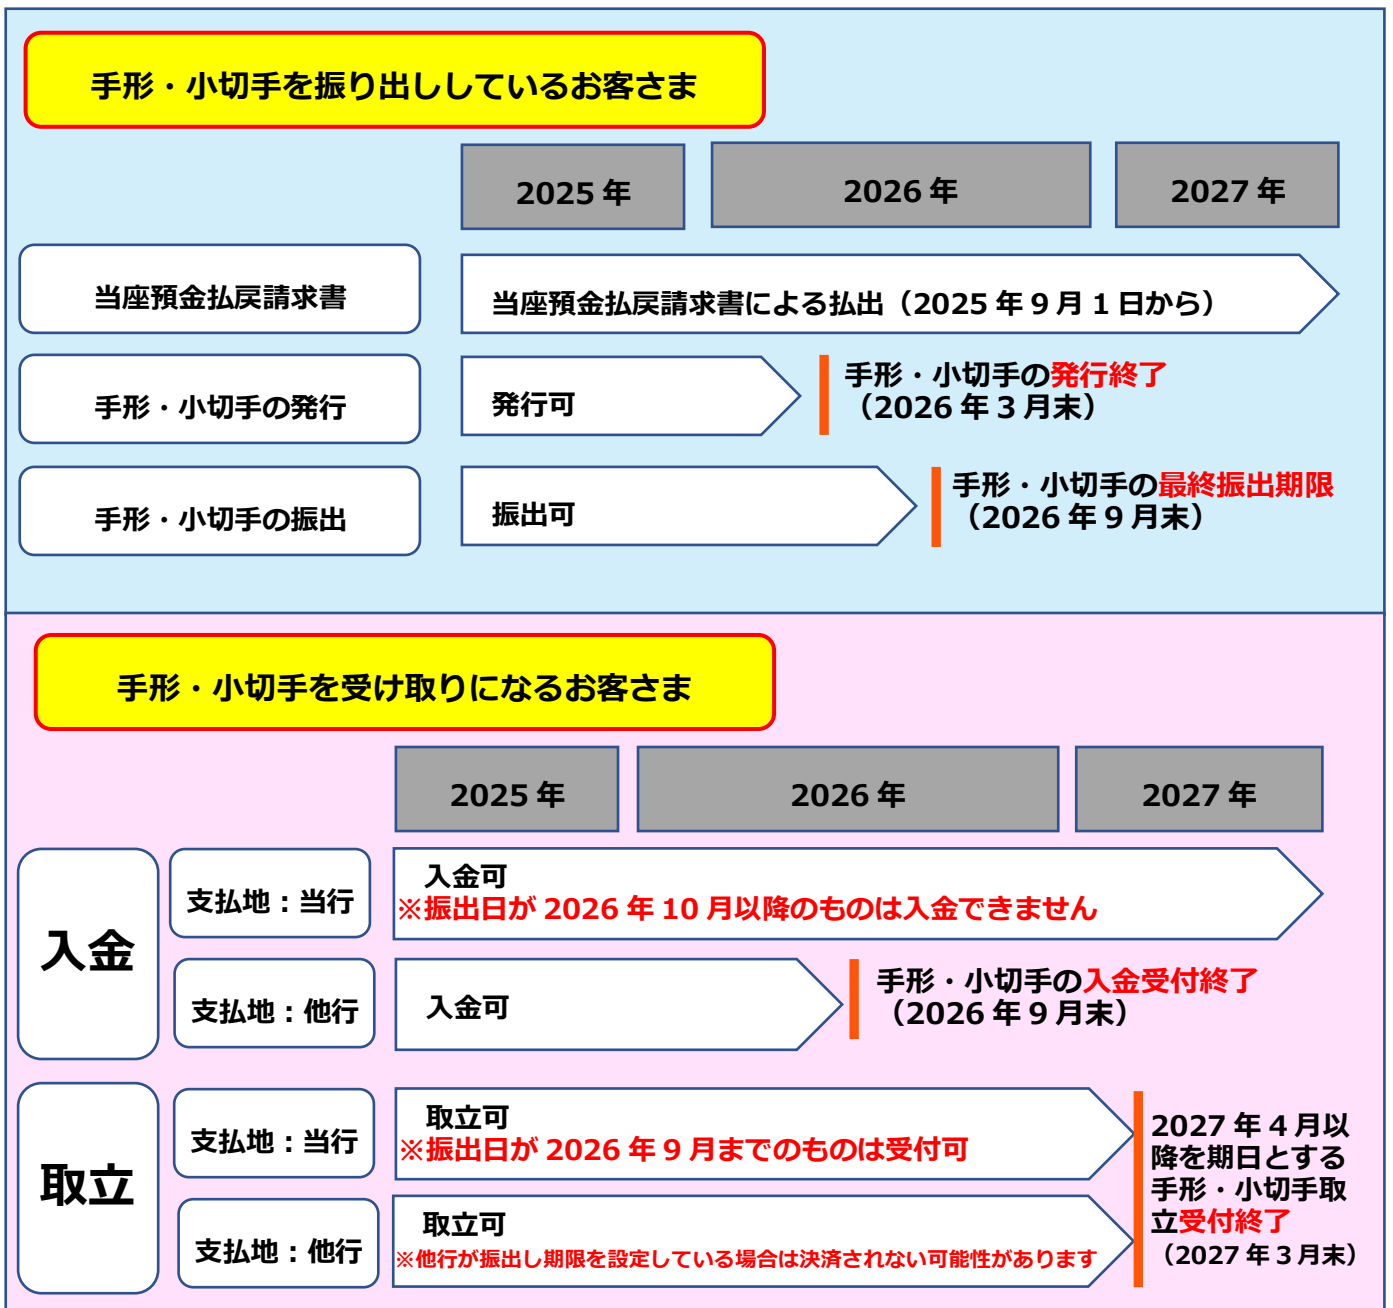 手形・小切手を振り出ししているお客さま
2025年
2026年
2027年
当座預金払戻請求書
当座預金払戻請求書による払出（2025年9月1日から）
手形・小切手の発行
発行可
手形・小切手の発行終了
（2026年3月末）
手形・小切手の振出
振出可
手形・小切手の最終振出期限
（2026年9月末）
手形・小切手を受け取りになるお客さま
2025年
2026年
2027年
入金
支払地：当行
入金可
※振出日が2026年10月以降のものは入金できません
支払地：他行
入金可
手形・小切手の入金受付終了
（2026年9月末）
取立
支払地：当行
取立可
※振出日が2026年9月までのものは受付可
支払地：他行
取立可
※他行が振出し期限を設定している場合は決済されない可能性があります
2027年4月以
降を期日とする
手形・小切手取
立受付終了
（2027年3月末）